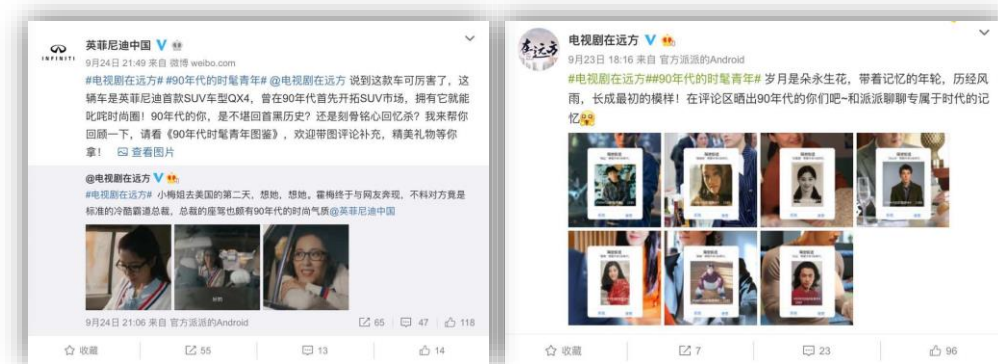 INFINITI
英菲尼迪中国
9月24日 21:49 来自 微博 weibo.com
#电视剧在远方# #90年代的时髦青年# @电视剧在远方 说到这款车可厉害了，这
辆车是英菲尼迪首款SUV车型QX4，曾在90年代首先开拓SUV市场，拥有它就能
叱咤时尚圈！90年代的你，是不堪回首黑历史？还是刻骨铭心回忆杀？我来帮你
回顾一下，请看《90年代时髦青年图鉴》，欢迎带图评论补充，精美礼物等你
拿！ 查看图片
@电视剧在远方
#电视剧在远方# 小梅姐去美国的第二天，想她，想她，霍梅终于与网友奔现，不料对方竟是
标准的冷酷霸道总裁，总裁的座驾也颇有90年代的时尚气质@英菲尼迪中国
9月24日 21:06 来自 官方派派的Android
65 47 118
收藏 55 13 14
在远方
电视剧在远方
9月23日 18:16 来自 官方派派的Android
#电视剧在远方##90年代的时髦青年# 岁月是朵永生花，带着记忆的年轮，历经风
雨，长成最初的模样！在评论区晒出90年代的你们吧~和派派聊聊专属于时代的记
忆
收藏 7 23 96